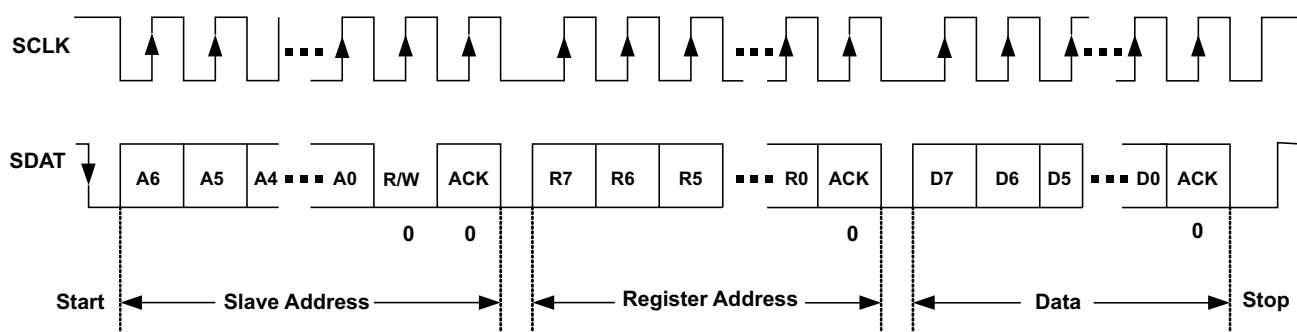 SCLK
SDAT
A6 A5 A4 A0 R/W ACK R7 R6 R5 R0 ACK D7 D6 D5 D0 ACK
0 0 0 0
Start Slave Address Register Address Data Stop